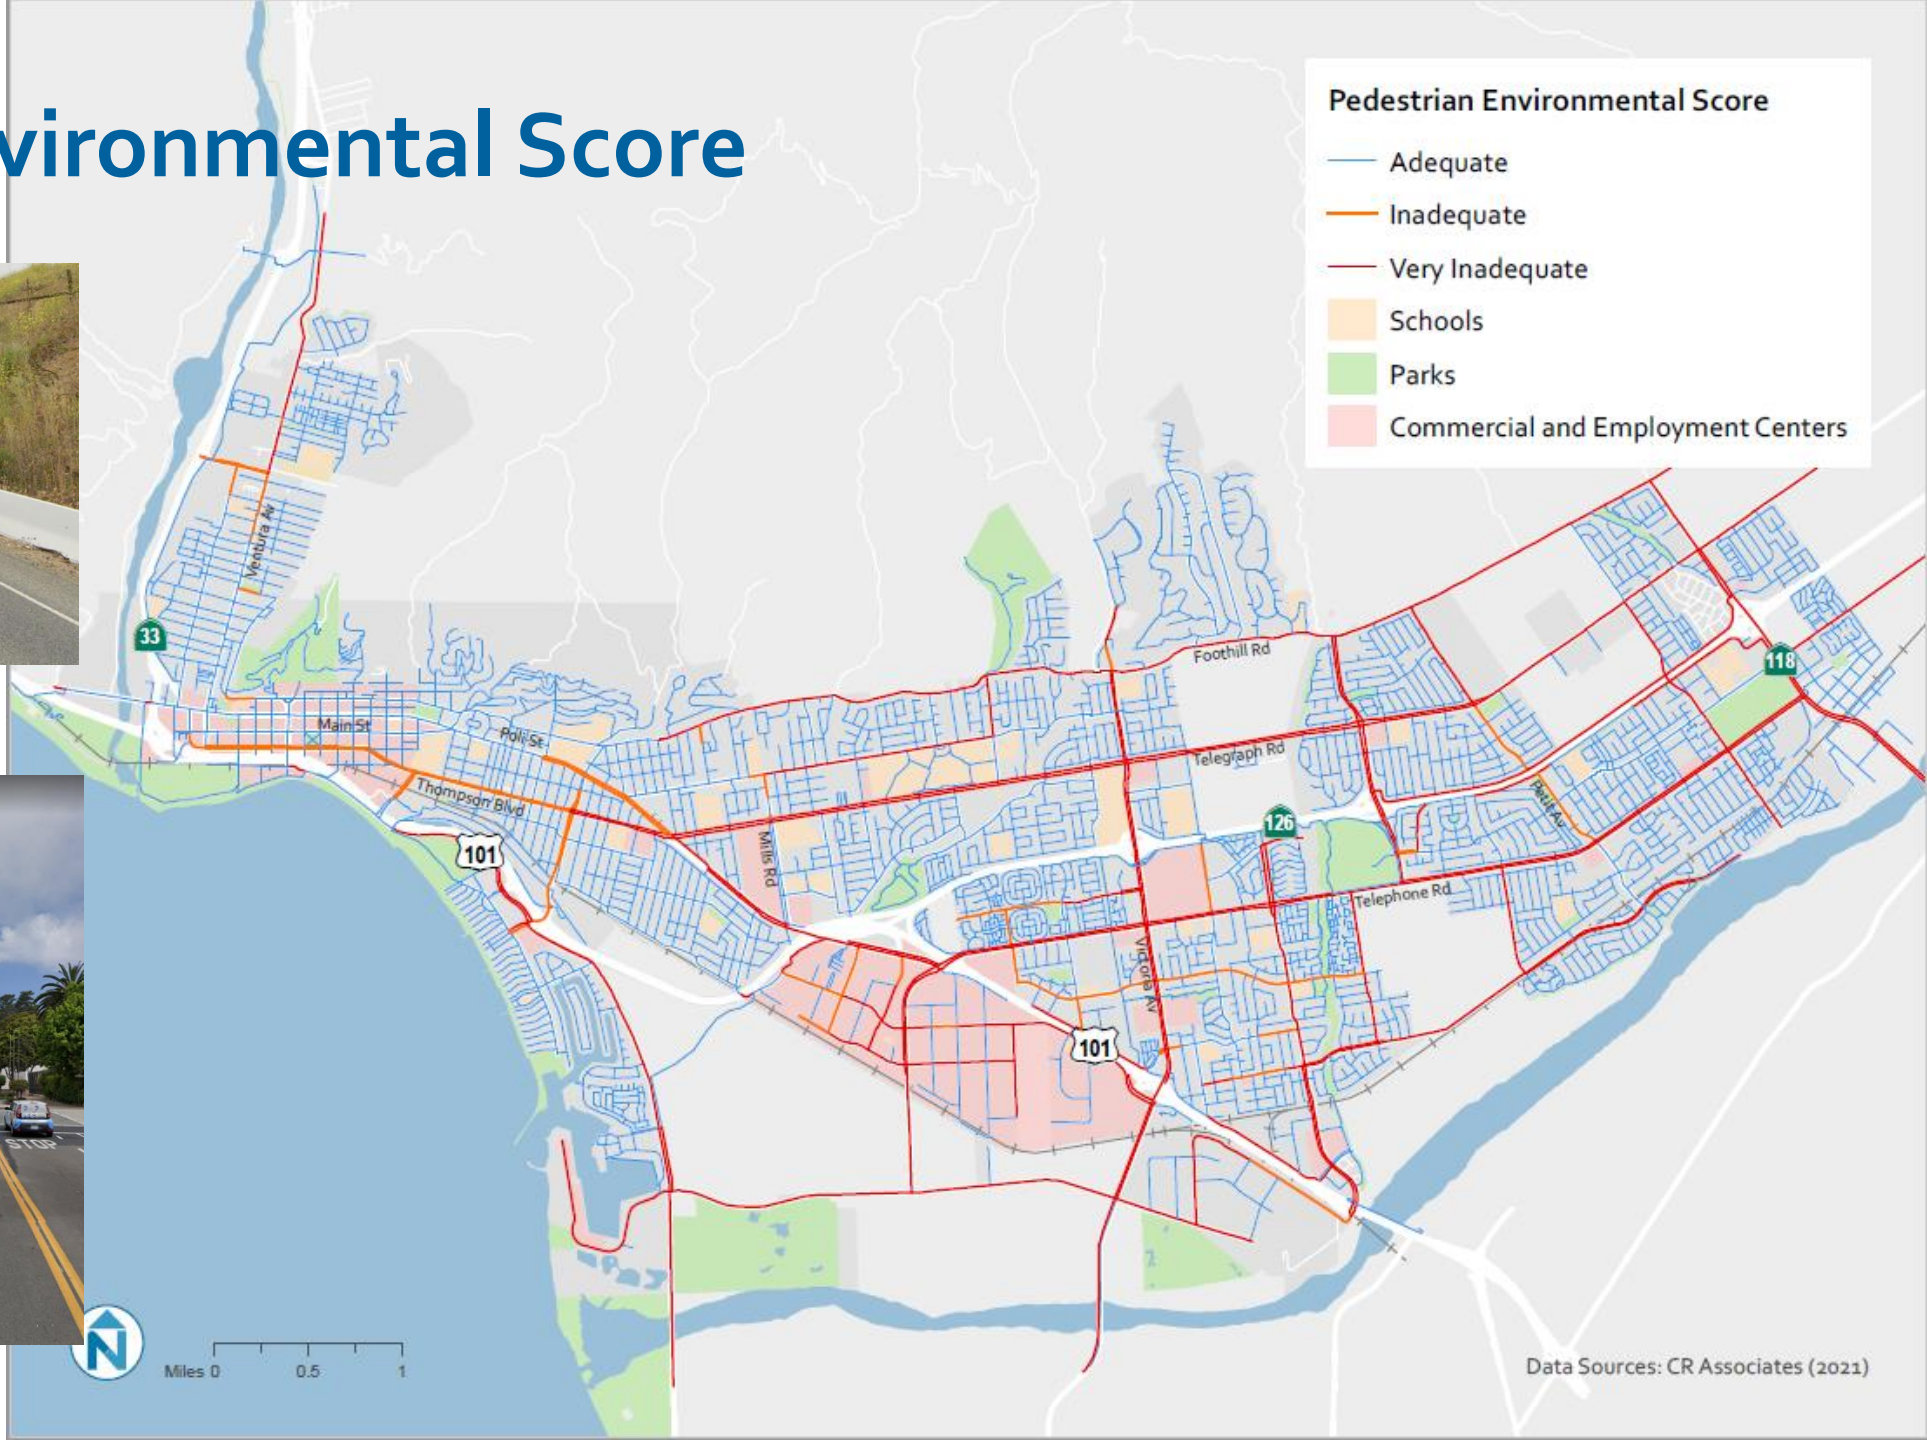 vironmental Score
Pedestrian Environmental Score
Adequate
Inadequate
Very Inadequate
Schools
Parks
Commercial and Employment Centers
Ventura Av
33
Foothill Rd
118
Main St
Poli St
Telegraph Rd
Thompson Blvd
Petit Av
126
101
Mills Rd
Telephone Rd
Victoria Av
101
STOP
N
Miles 0 0.5 1
Data Sources: CR Associates (2021)